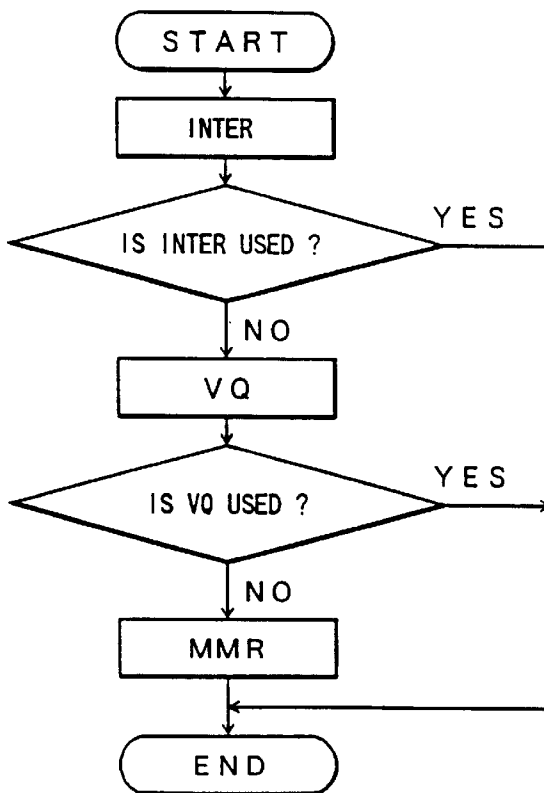 START
INTER
IS INTER USED ?
YES
NO
VQ
IS VQ USED ?
YES
NO
MMR
END